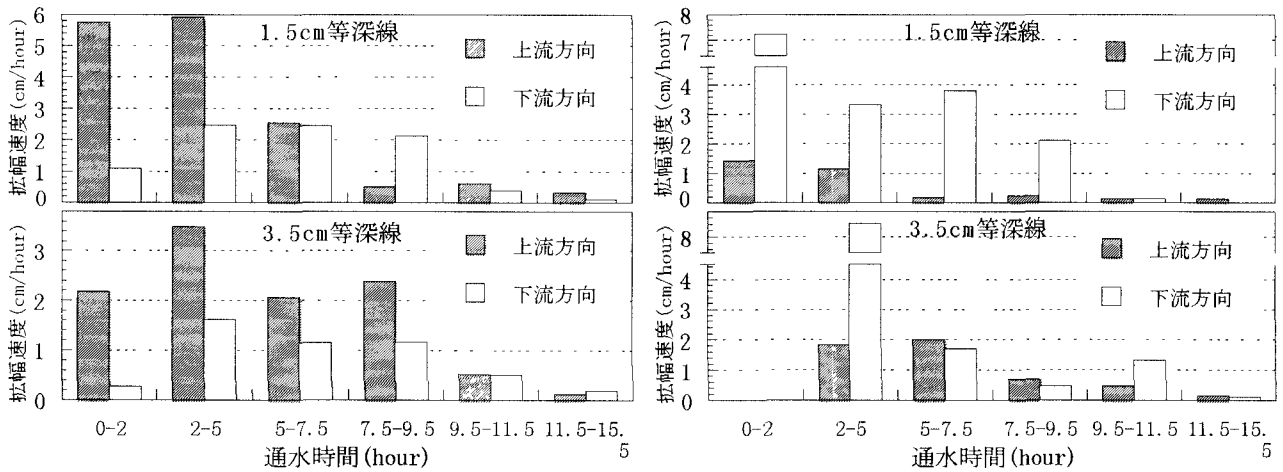 拡幅速度(cm/hour)
6
5
4
3
2
1
0
1.5cm等深線
上流方向
下流方向
拡幅速度(cm/hour)
3
2
1
0
3.5cm等深線
上流方向
下流方向
0-2 2-5 5-7.5 7.5-9.5 9.5-11.5 11.5-15.
5
通水時間(hour)
拡幅速度(cm/hour)
8
7
4
3
2
1
0
1.5cm等深線
上流方向
下流方向
拡幅速度(cm/hour)
8
4
3
2
1
0
3.5cm等深線
上流方向
下流方向
0-2 2-5 5-7.5 7.5-9.5 9.5-11.5 11.5-15.
5
通水時間(hour)